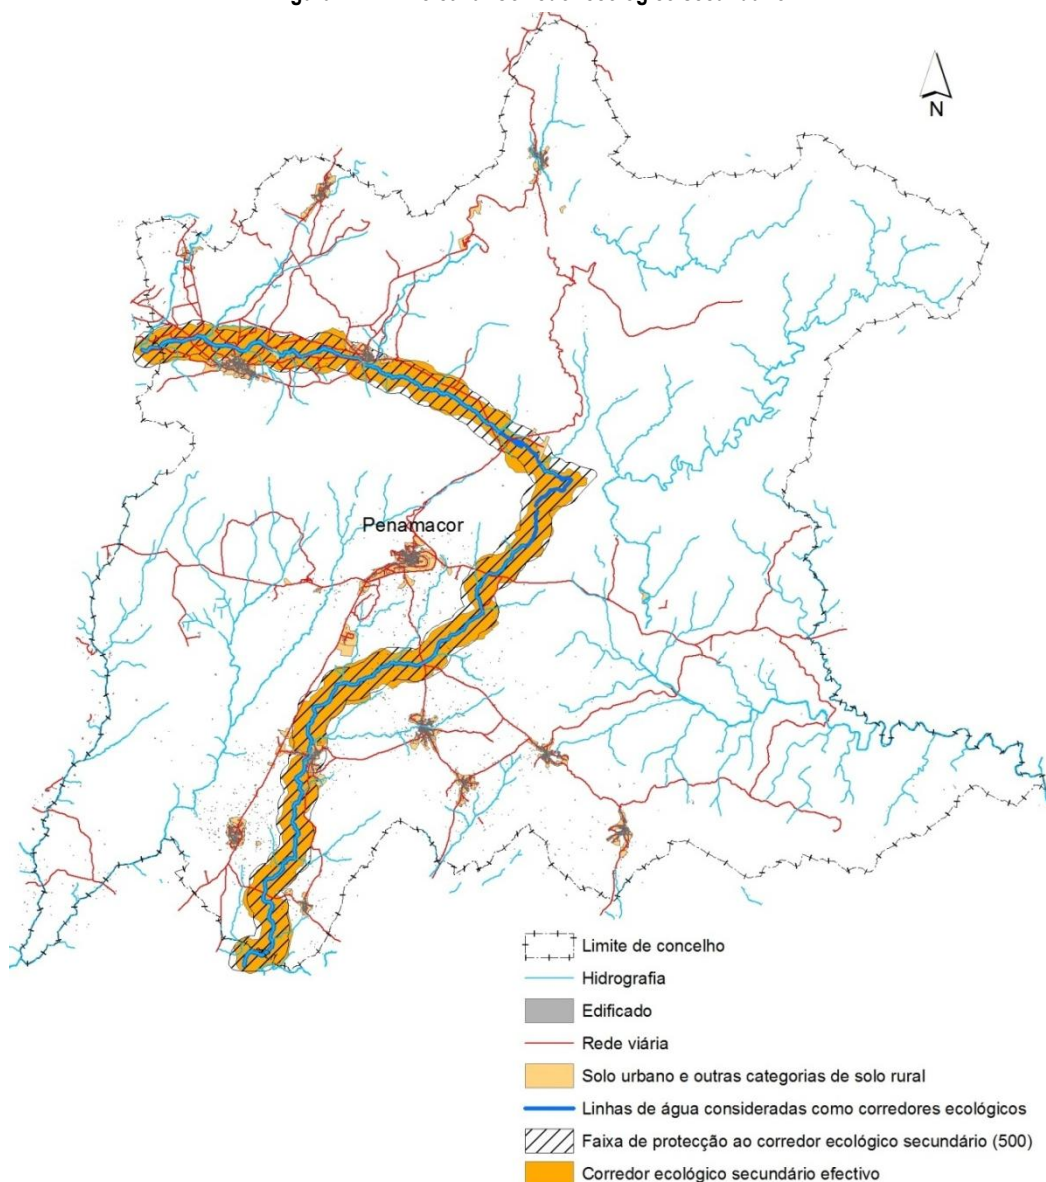 N
Penamacor
Limite de concelho
Hidrografia
Edificado
Rede viária
Solo urbano e outras categorias de solo rural
Linhas de água consideradas como corredores ecológicos
Faixa de protecção ao corredor ecológico secundário (500)
Corredor ecológico secundário efectivo